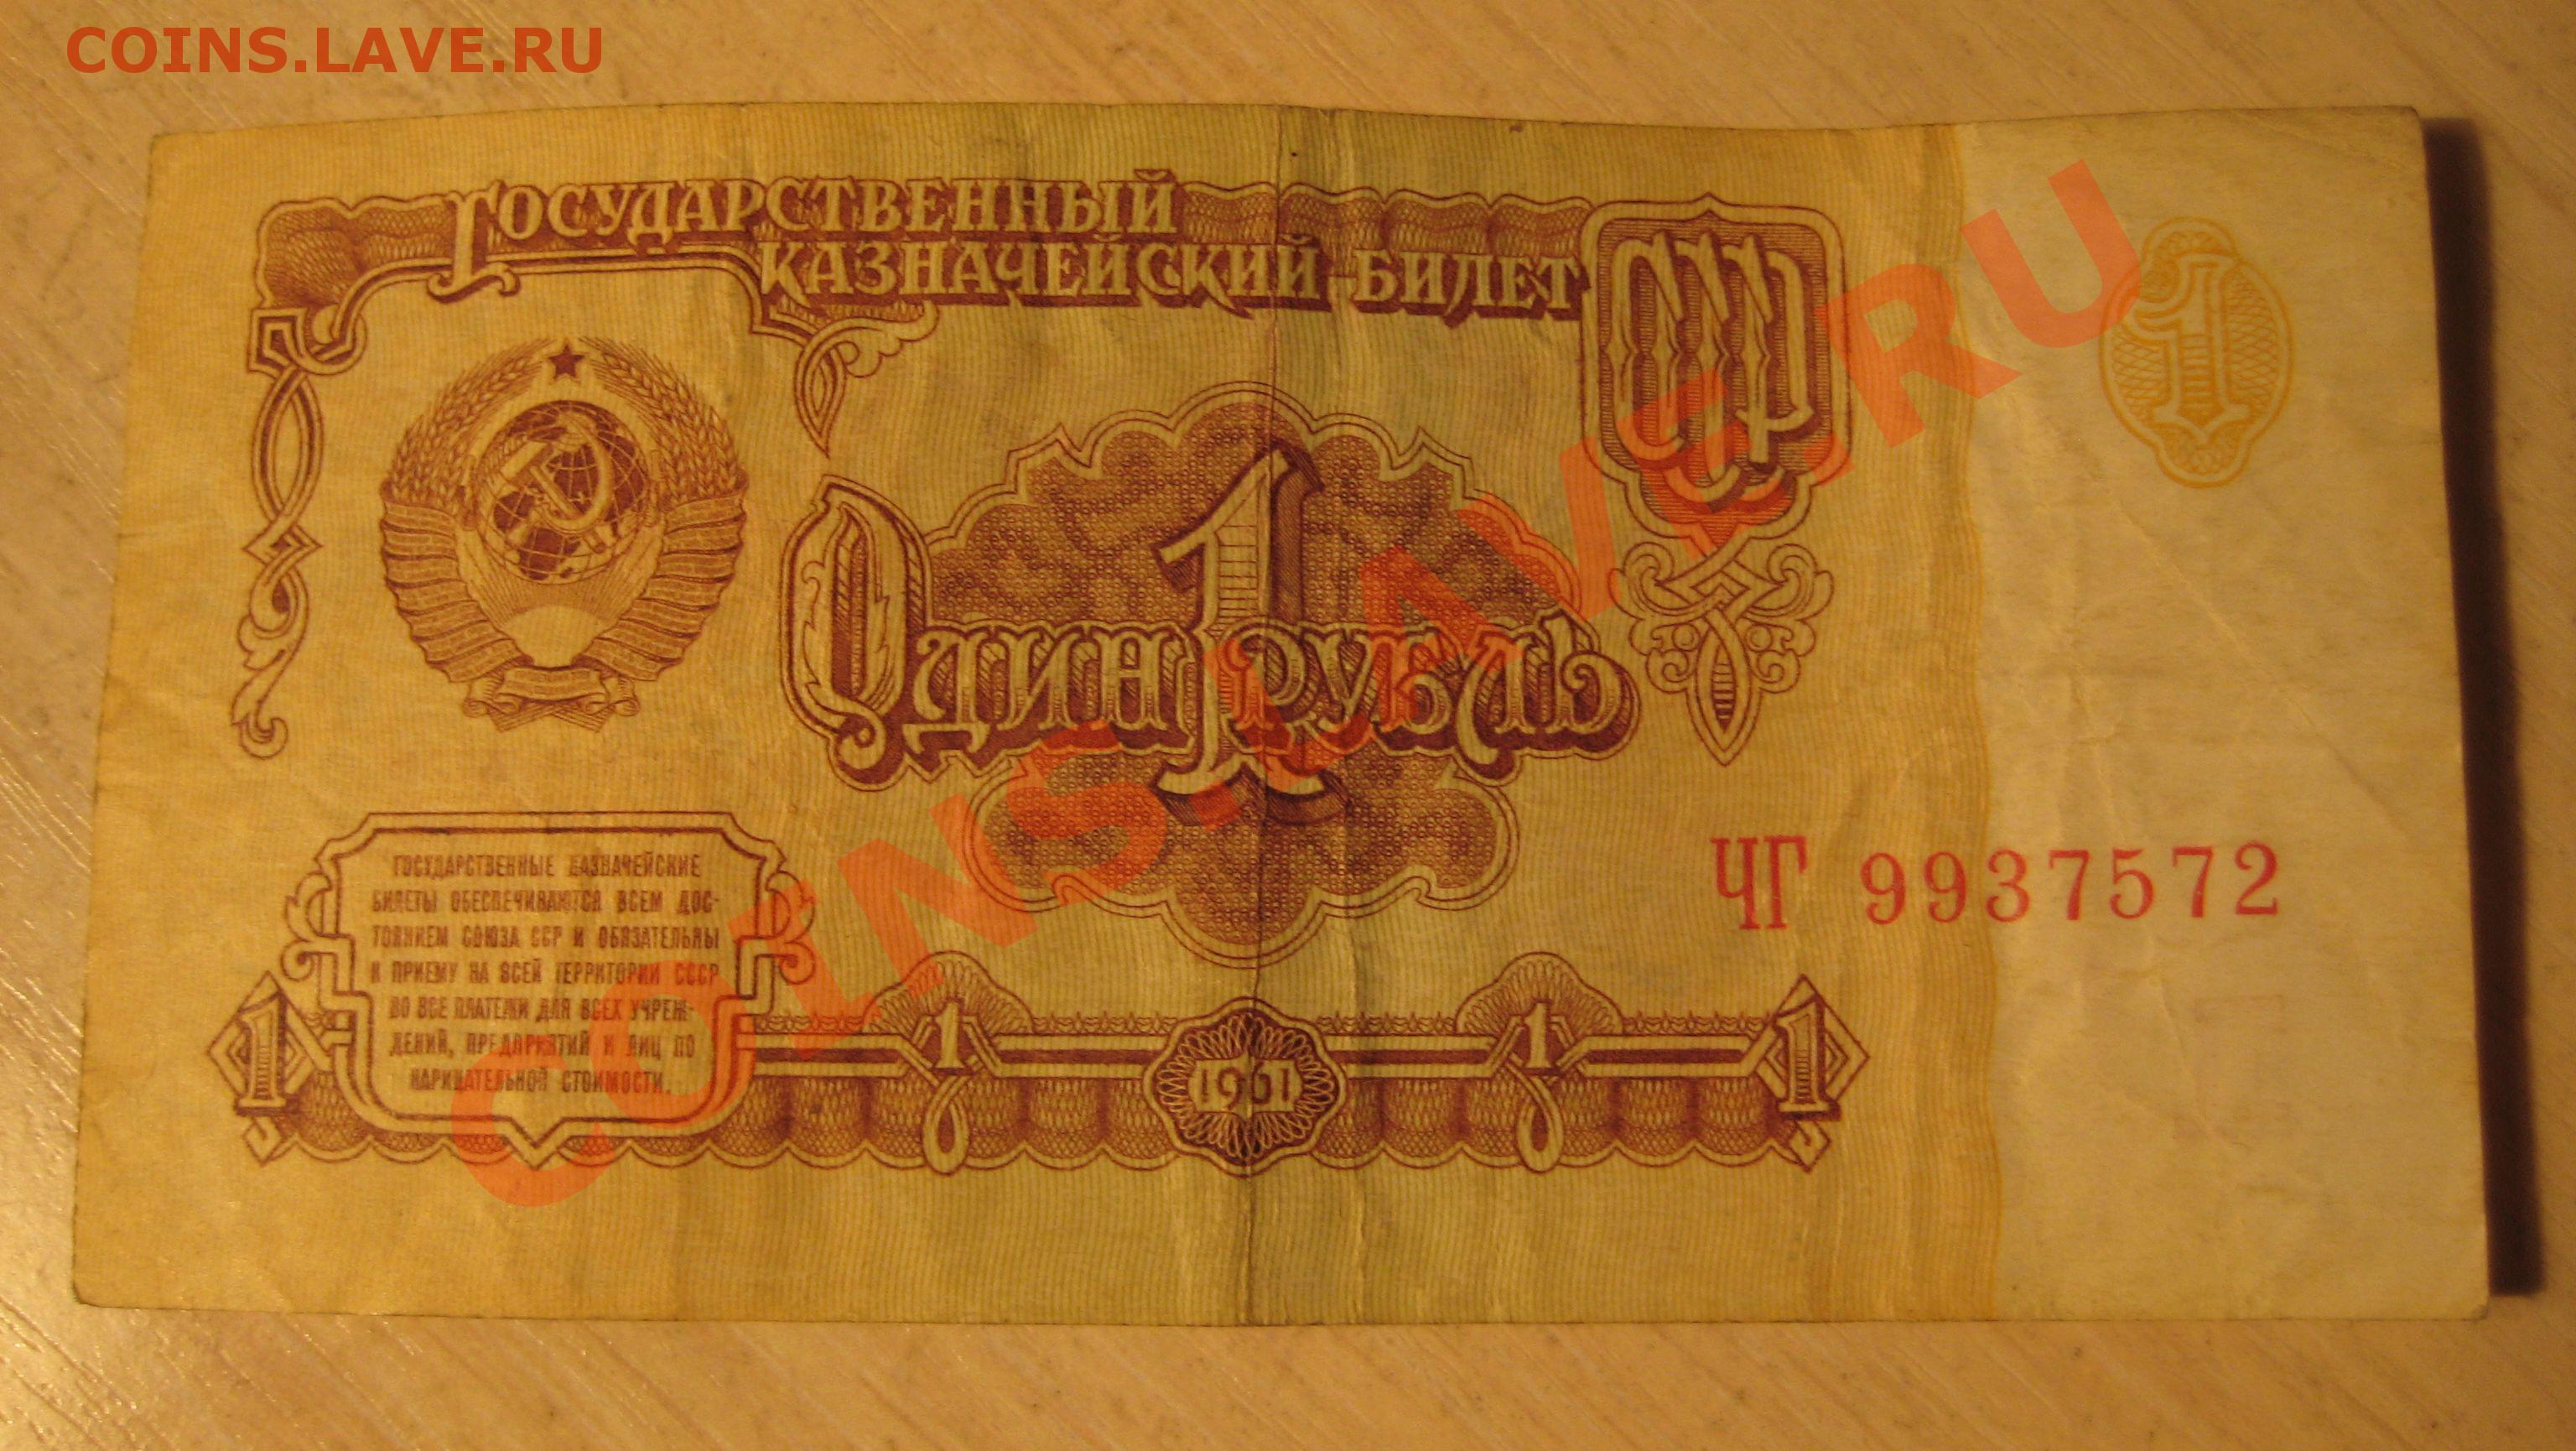 COINS.LAVE.RU
ГОСУДАРСТВЕННЫЙ
КАЗНАЧЕЙСКИЙ БИЛЕТ
СССР
1
1
ОДИН РУБЛЬ
ГОСУДАРСТВЕННЫЕ КАЗНАЧЕЙСКИЕ
БИЛЕТЫ ОБЕСПЕЧИВАЮТСЯ ВСЕМ ДОС-
ТОЯНИЕМ СОЮЗА ССР И ОБЯЗАТЕЛЬНЫ
К ПРИЕМУ НА ВСЕЙ ТЕРРИТОРИИ СССР
ВО ВСЕ ПЛАТЕЖИ ДЛЯ ВСЕХ УЧРЕЖ-
ДЕНИЙ, ПРЕДПРИЯТИЙ И ЛИЦ ПО
НАРИЦАТЕЛЬНОЙ СТОИМОСТИ.
ЧГ 9937572
1 1 1 1
1961
COINS.LAVE.RU